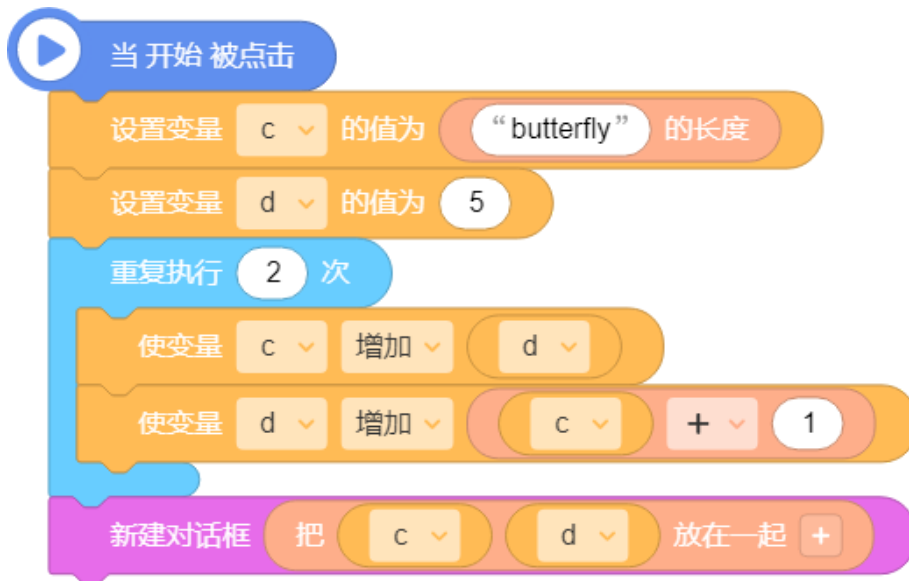 当 开始 被点击
设置变量 c 的值为 “butterfly” 的长度
设置变量 d 的值为 5
重复执行 2 次
使变量 c 增加 d
使变量 d 增加 c + 1
新建对话框 把 c d 放在一起 +